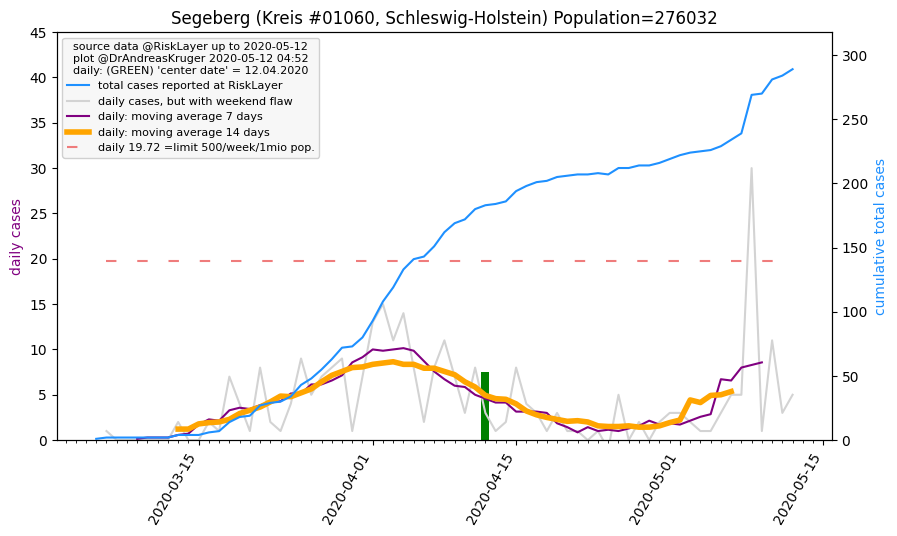 Segeberg (Kreis #01060, Schleswig-Holstein) Population=276032
source data @RiskLayer up to 2020-05-12
plot @DrAndreasKruger 2020-05-12 04:52
daily: (GREEN) 'center date' = 12.04.2020
total cases reported at RiskLayer
daily cases, but with weekend flaw
daily: moving average 7 days
daily: moving average 14 days
daily 19.72 =limit 500/week/1mio pop.
daily cases
45
40
35
30
25
20
15
10
5
0
300
250
200
150
100
50
0
cumulative total cases
2020-03-15
2020-04-01
2020-04-15
2020-05-01
2020-05-15